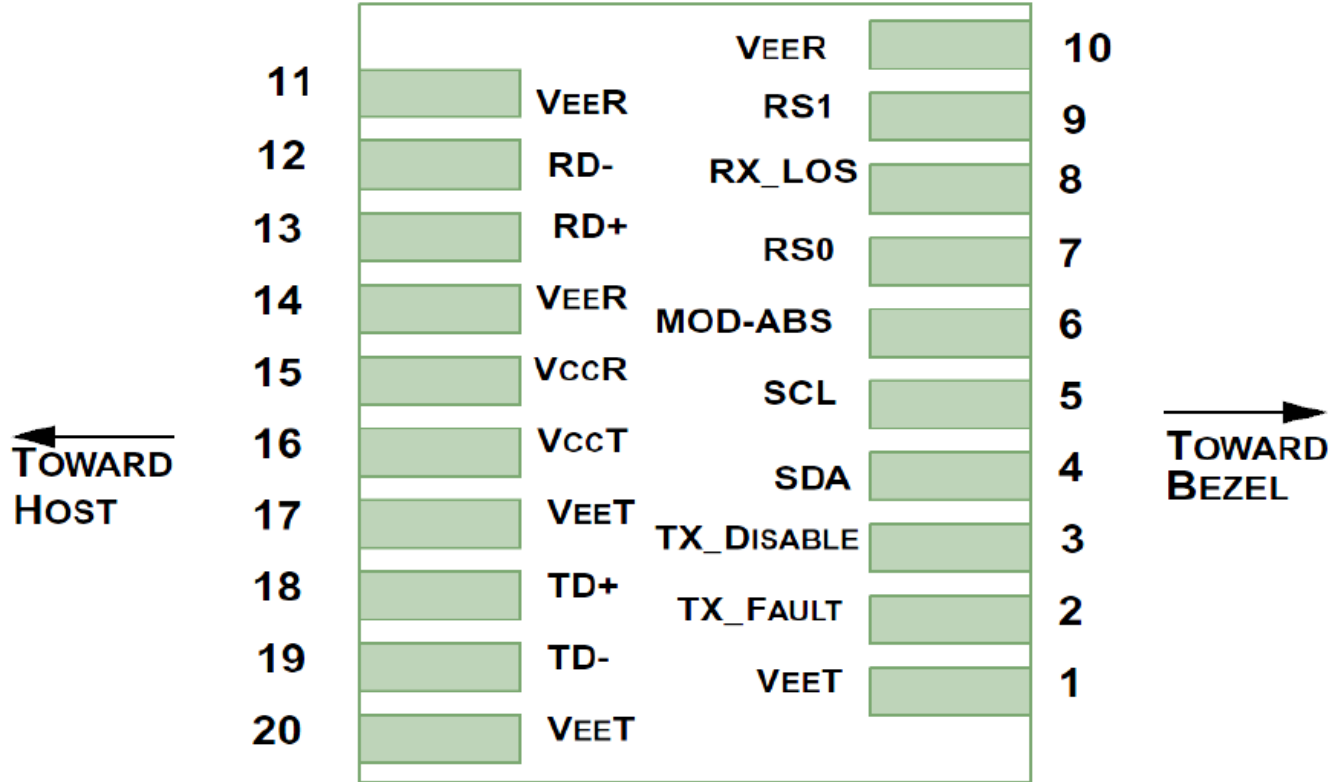 VEER 10
11 VEER
RS1 9
12 RD-
RX_LOS 8
13 RD+
RS0 7
14 VEER
MOD-ABS 6
15 VCCR
SCL 5
16 VCCT
TOWARD
HOST
TOWARD
BEZEL
SDA 4
17 VEET
TX_DISABLE 3
18 TD+
TX_FAULT 2
19 TD-
VEET 1
20 VEET